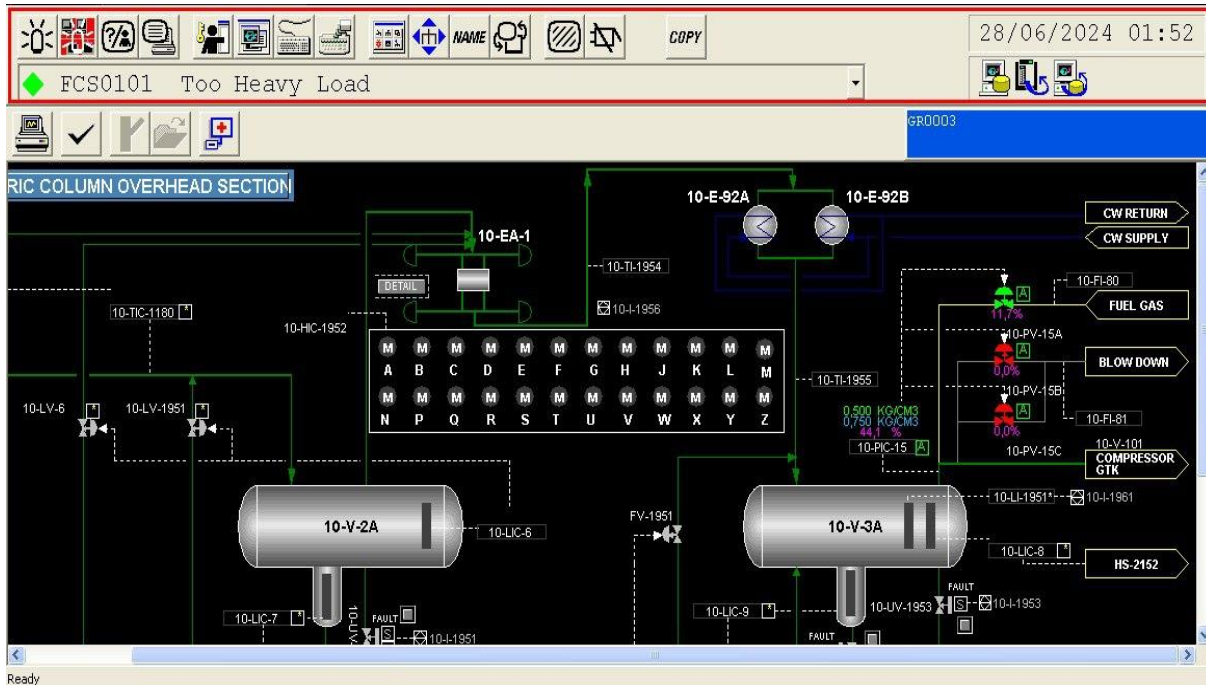 NAME
COPY
28/06/2024 01:52
FCS0101 Too Heavy Load
GR0003
RIC COLUMN OVERHEAD SECTION
10-E-92A
10-E-92B
CW RETURN
CW SUPPLY
10-EA-1
DETAIL
10-TI-1954
10-I-1956
10-FI-80
FUEL GAS
11,7%
10-PV-15A
10-TIC-1180 *
10-HIC-1952
M M M M M M M M M M M M
A B C D E F G H J K L M
M M M M M M M M M M M M
N P Q R S T U V W X Y Z
A
A
0,0%
BLOW DOWN
10-PV-15B
10-TI-1955
10-LV-6 *
10-LV-1951 *
0,500 KG/CM3
0,750 KG/CM3
44,1 %
10-PIC-15 A
A
0,0%
10-FI-81
10-PV-15C
10-V-101
COMPRESSOR
GTK
10-V-2A
10-LIC-6
FV-1951
10-V-3A
10-LI-1951*
10-I-1961
10-LIC-8 *
HS-2152
10-LIC-7 *
10-UV-
FAULT
S
10-I-1951
10-LIC-9 *
10-UV-1953
FAULT
S
10-I-1953
FAULT
Ready